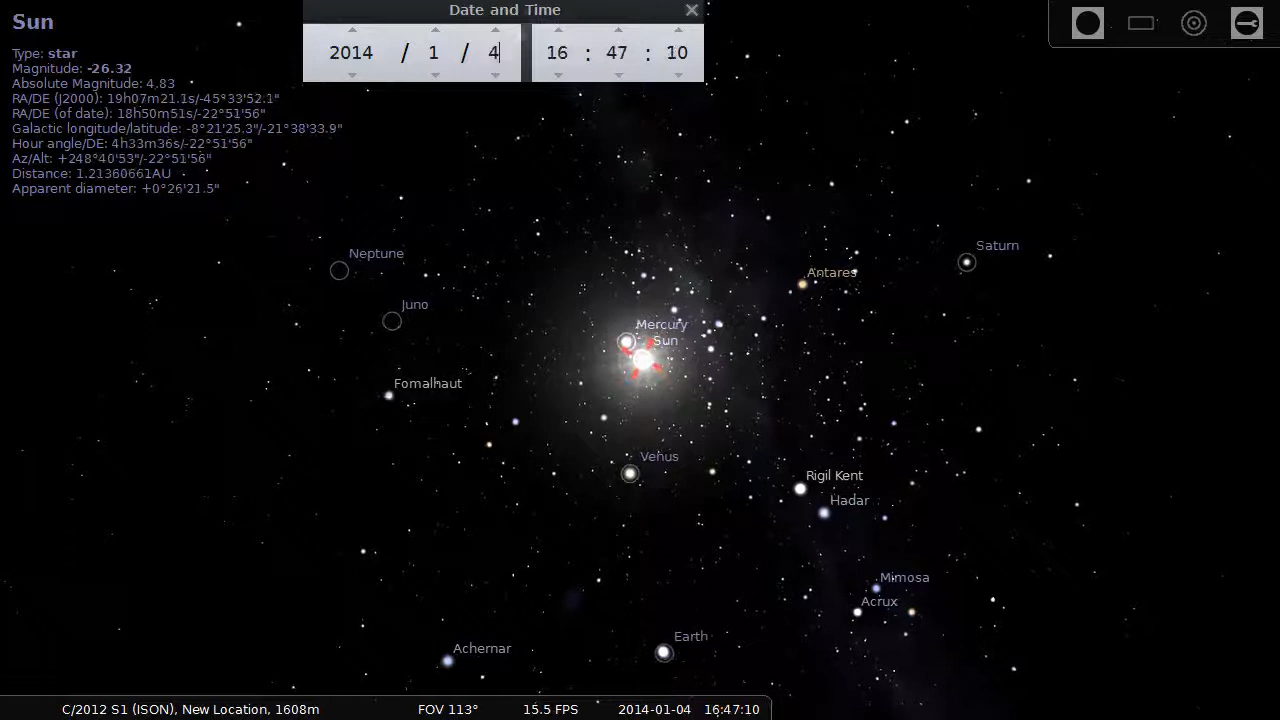 Sun
Type: star
Magnitude: -26.32
Absolute Magnitude: 4.83
RA/DE (J2000): 19h07m21.1s/-45°33'52.1"
RA/DE (of date): 18h50m51s/-22°51'56"
Galactic longitude/latitude: -8°21'25.3"/-21°38'33.9"
Hour angle/DE: 4h33m36s/-22°51'56"
Az/Alt: +248°40'53"/-22°51'56"
Distance: 1.21360661AU
Apparent diameter: +0°26'21.5"
Date and Time
2014 / 1 / 4 16 : 47 : 10
Neptune
Saturn
Antares
Juno
Mercury
Sun
Fomalhaut
Venus
Rigil Kent
Hadar
Mimosa
Acrux
Earth
Achernar
C/2012 S1 (ISON), New Location, 1608m FOV 113° 15.5 FPS 2014-01-04 16:47:10